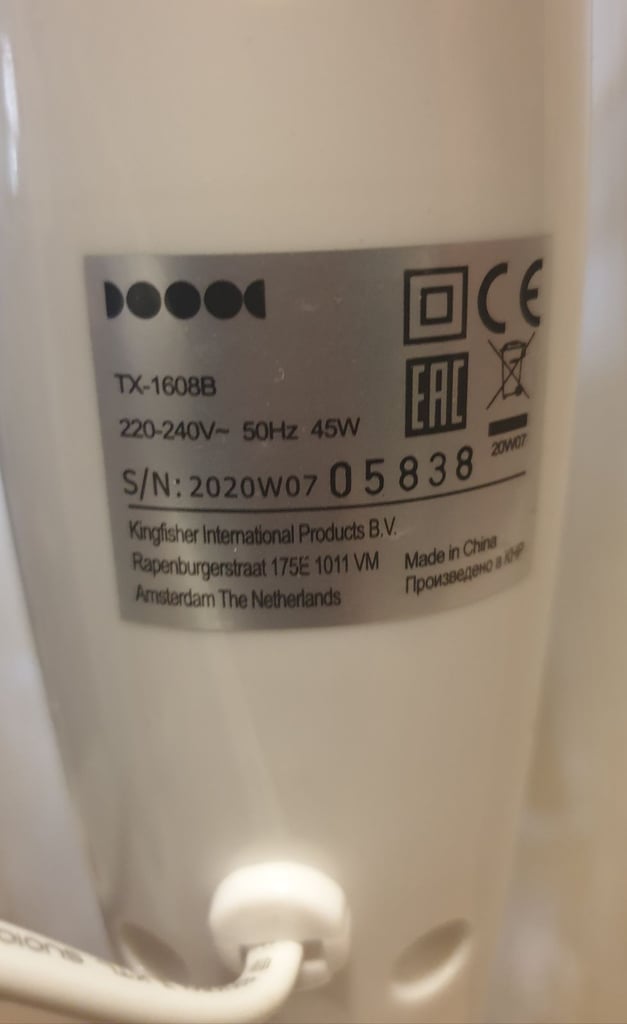 TX-1608B
220-240V~ 50Hz 45W
S/N: 2020W07 05838
Kingfisher International Products B.V.
Rapenburgerstraat 175E 1011 VM
Amsterdam The Netherlands
CE
EAC
20W07
Made in China
Произведено в КНР